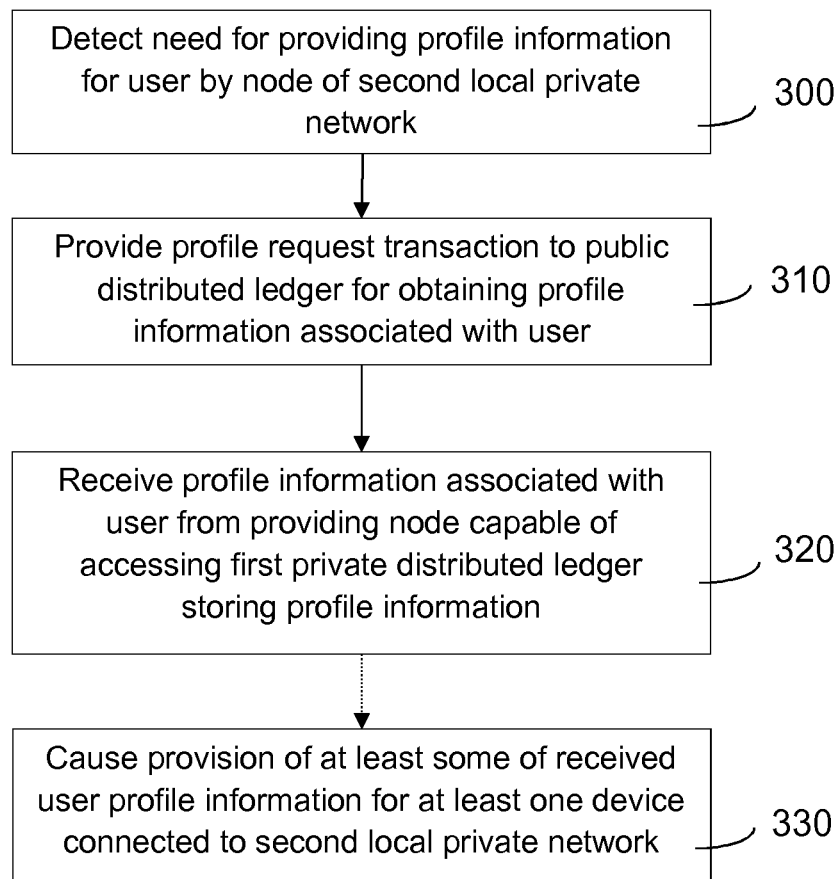 Detect need for providing profile information
for user by node of second local private
network
300
Provide profile request transaction to public
distributed ledger for obtaining profile
information associated with user
310
Receive profile information associated with
user from providing node capable of
accessing first private distributed ledger
storing profile information
320
Cause provision of at least some of received
user profile information for at least one device
connected to second local private network
330